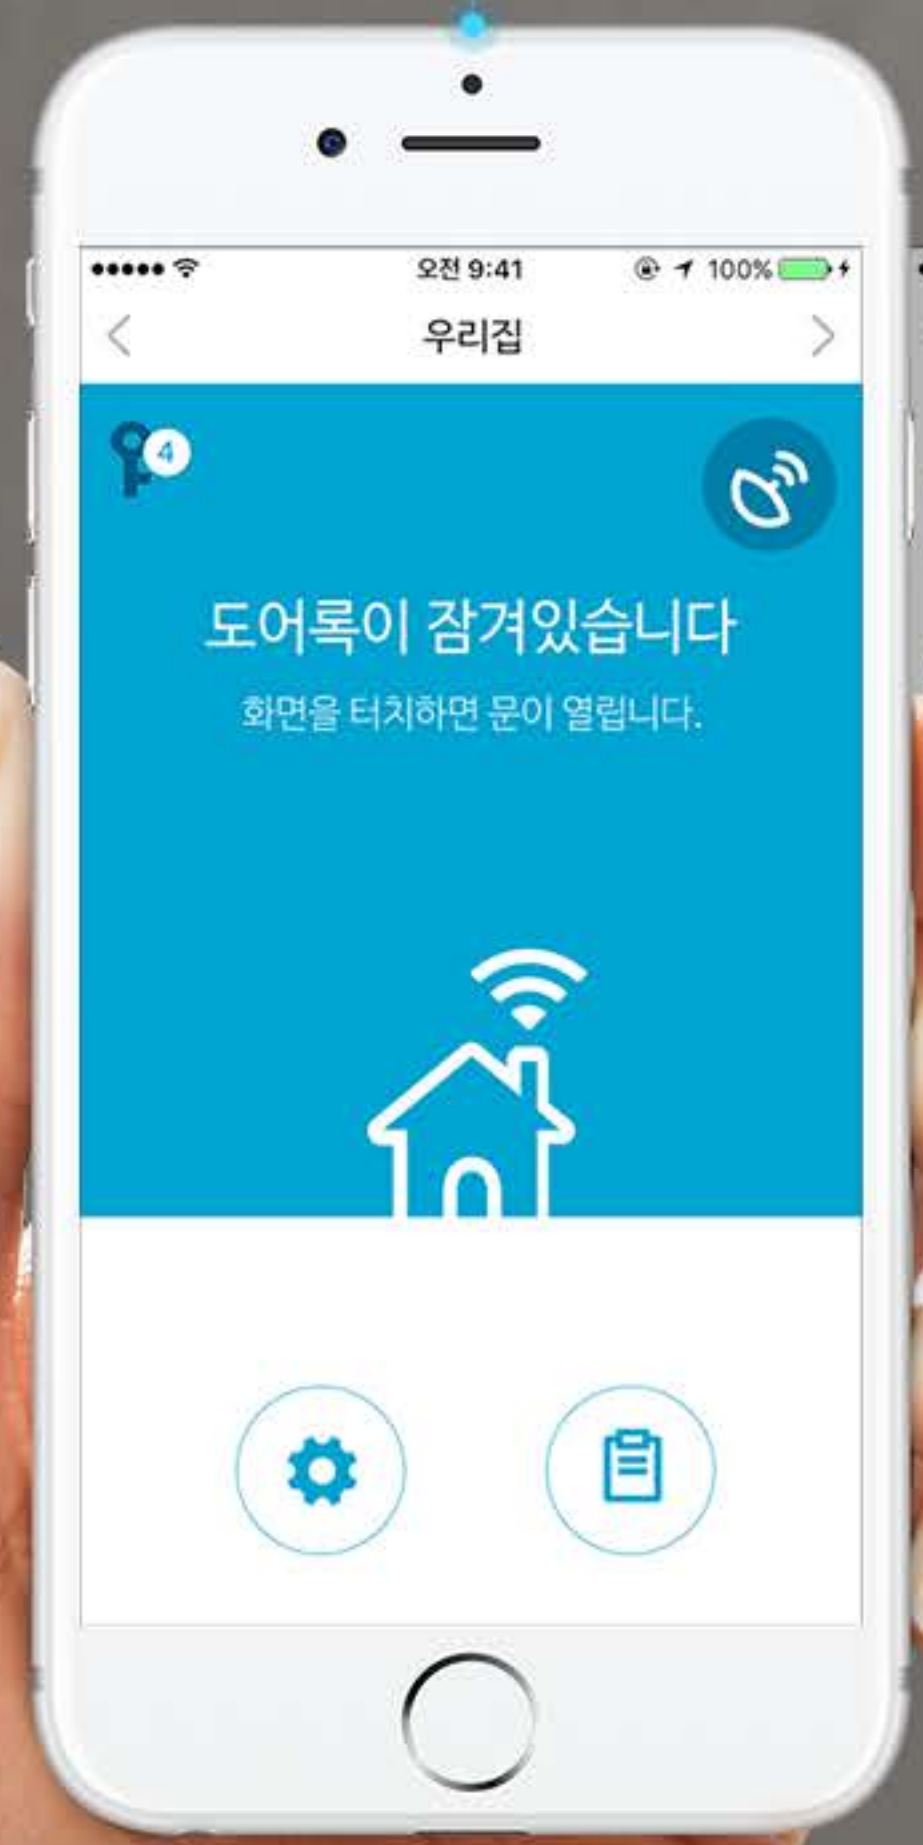 오전 9:41
100%
우리집
4
도어록이 잠겨있습니다
화면을 터치하면 문이 열립니다.